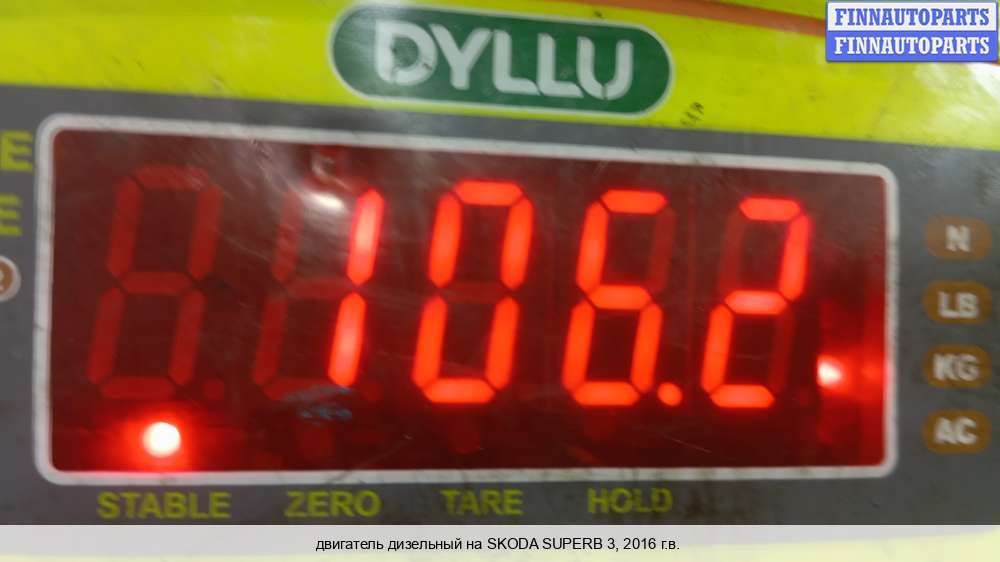 FINNAUTOPARTS
FINNAUTOPARTS
DYLLU
E
E
106.2
N
LB
KG
AC
STABLE ZERO TARE HOLD
двигатель дизельный на SKODA SUPERB 3, 2016 г.в.